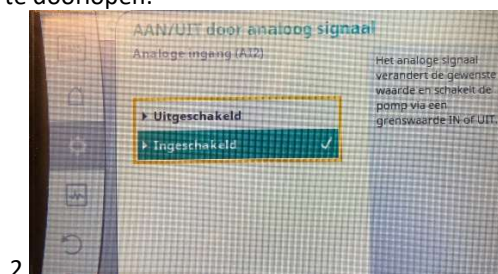 te doorlopen.
AAN/UIT door analoog signaal
Analoge ingang (AI2)
Het analoge signaal
verandert de gewenste
waarde en schakelt de
pomp via een
grenswaarde IN of UIT.
Uitgeschakeld
Ingeschakeld
2.